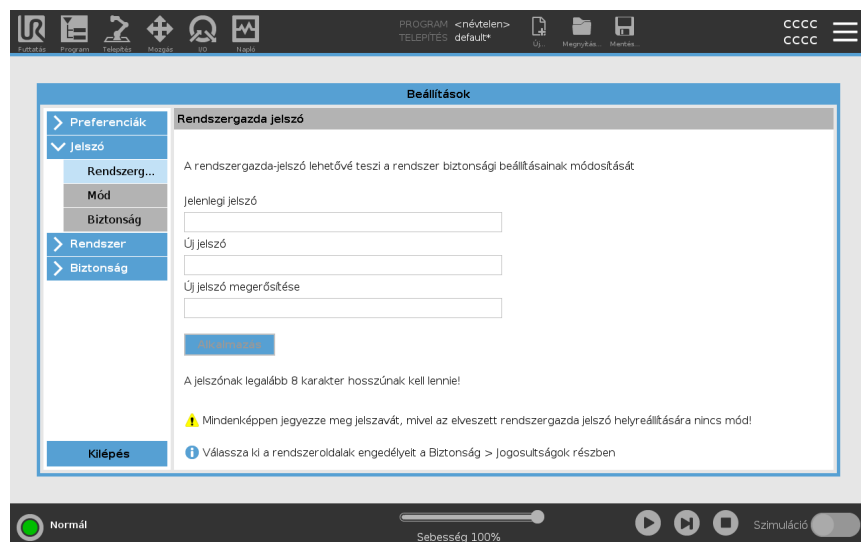 PROGRAM <névtelen>
TELEPÍTÉS default*
CCCC
CCCC
Futtatás Program Telepítés Mozgás I/O Napló Új... Megnyitás... Mentés...
Beállítások
Preferenciák
Jelszó
Rendszerg...
Mód
Biztonság
Rendszer
Biztonság
Kilépés
Rendszergazda jelszó
A rendszergazda-jelszó lehetővé teszi a rendszer biztonsági beállításainak módosítását
Jelenlegi jelszó
Új jelszó
Új jelszó megerősítése
Alkalmazás
A jelszónak legalább 8 karakter hosszúnak kell lennie!
Mindenképpen jegyezze meg jelszavát, mivel az elveszett rendszergazda jelszó helyreállítására nincs mód!
Válassza ki a rendszeroldalak engedélyeit a Biztonság > Jogosultságok részben
Normál
Sebesség 100%
Szimuláció